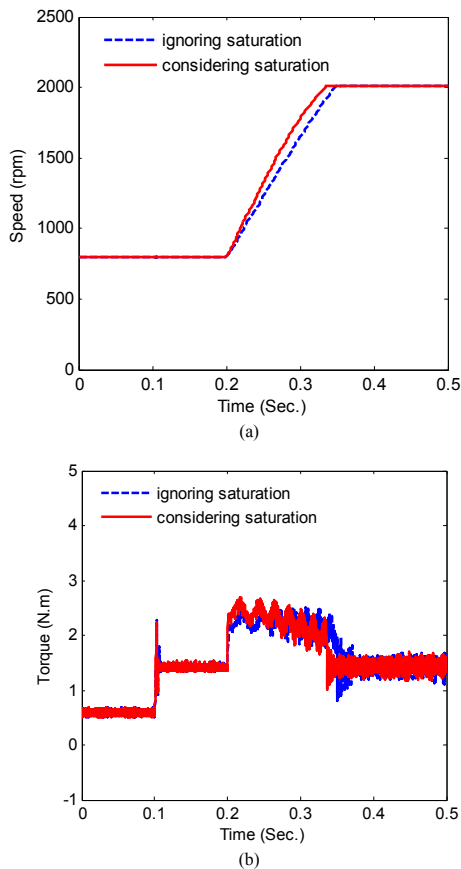 ignoring saturation
considering saturation
2500
2000
1500
1000
500
0
Speed (rpm)
0 0.1 0.2 0.3 0.4 0.5
Time (Sec.)
(a)
ignoring saturation
considering saturation
5
4
3
2
1
0
-1
Torque (N.m)
0 0.1 0.2 0.3 0.4 0.5
Time (Sec.)
(b)